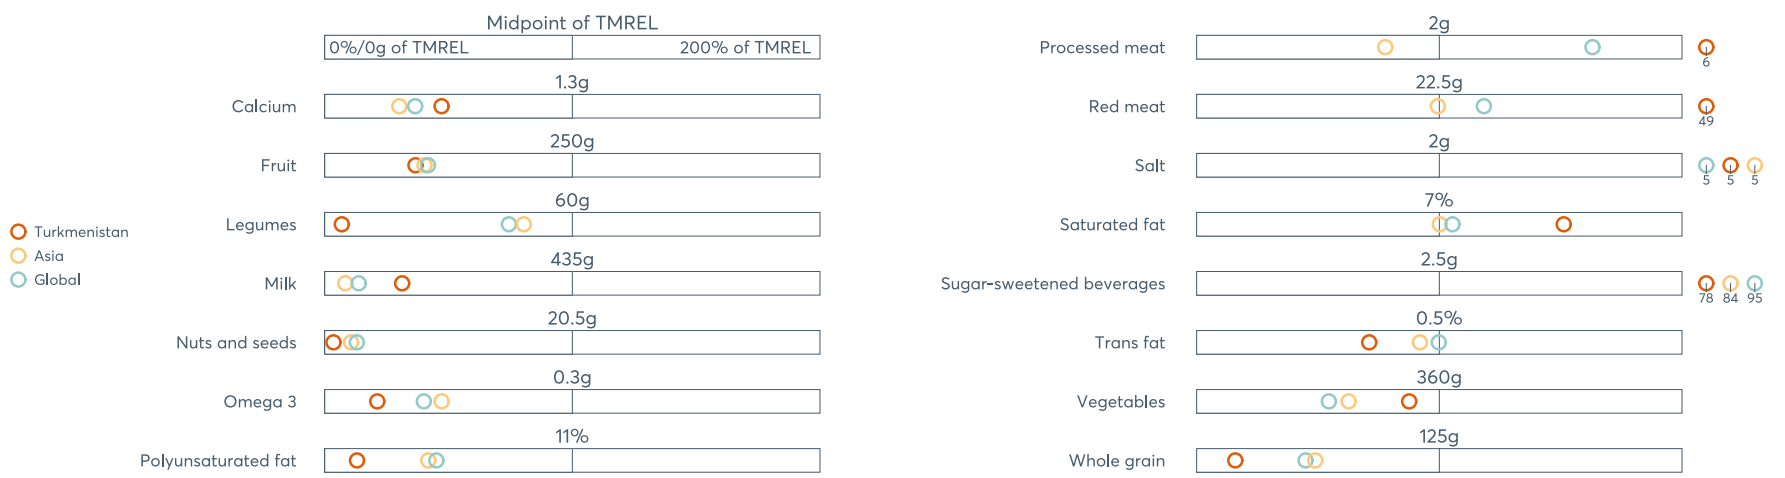 Midpoint of TMREL
0%/0g of TMREL
200% of TMREL
1.3g
Calcium
250g
Fruit
60g
Legumes
435g
Milk
20.5g
Nuts and seeds
0.3g
Omega 3
11%
Polyunsaturated fat
Turkmenistan
Asia
Global
2g
Processed meat
6
22.5g
Red meat
49
2g
Salt
5 5 5
7%
Saturated fat
2.5g
Sugar-sweetened beverages
78 84 95
0.5%
Trans fat
360g
Vegetables
125g
Whole grain